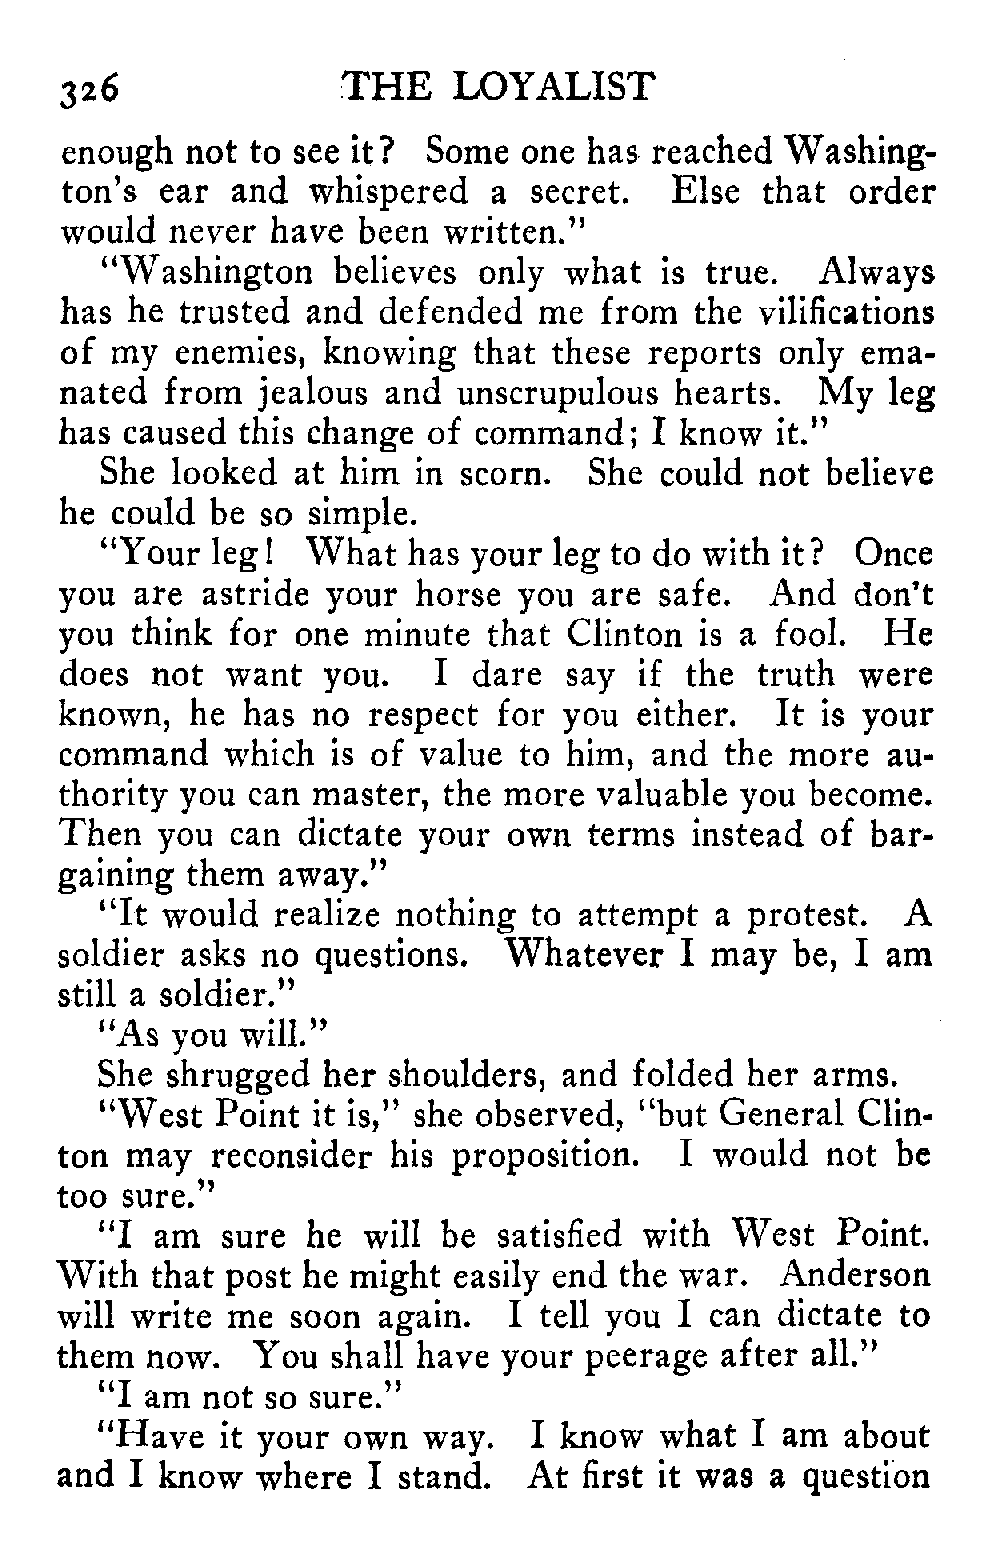 326 THE LOYALIST
enough not to see it? Some one has reached Washing-
ton's ear and whispered a secret. Else that order
would never have been written."
"Washington believes only what is true. Always
has he trusted and defended me from the vilifications
of my enemies, knowing that these reports only ema-
nated from jealous and unscrupulous hearts. My leg
has caused this change of command; I know it."
She looked at him in scorn. She could not believe
he could be so simple.
"Your leg! What has your leg to do with it? Once
you are astride your horse you are safe. And don't
you think for one minute that Clinton is a fool. He
does not want you. I dare say if the truth were
known, he has no respect for you either. It is your
command which is of value to him, and the more au-
thority you can master, the more valuable you become.
Then you can dictate your own terms instead of bar-
gaining them away."
"It would realize nothing to attempt a protest. A
soldier asks no questions. Whatever I may be, I am
still a soldier."
"As you will."
She shrugged her shoulders, and folded her arms.
"West Point it is," she observed, "but General Clin-
ton may reconsider his proposition. I would not be
too sure."
"I am sure he will be satisfied with West Point.
With that post he might easily end the war. Anderson
will write me soon again. I tell you I can dictate to
them now. You shall have your peerage after all."
"I am not so sure."
"Have it your own way. I know what I am about
and I know where I stand. At first it was a question